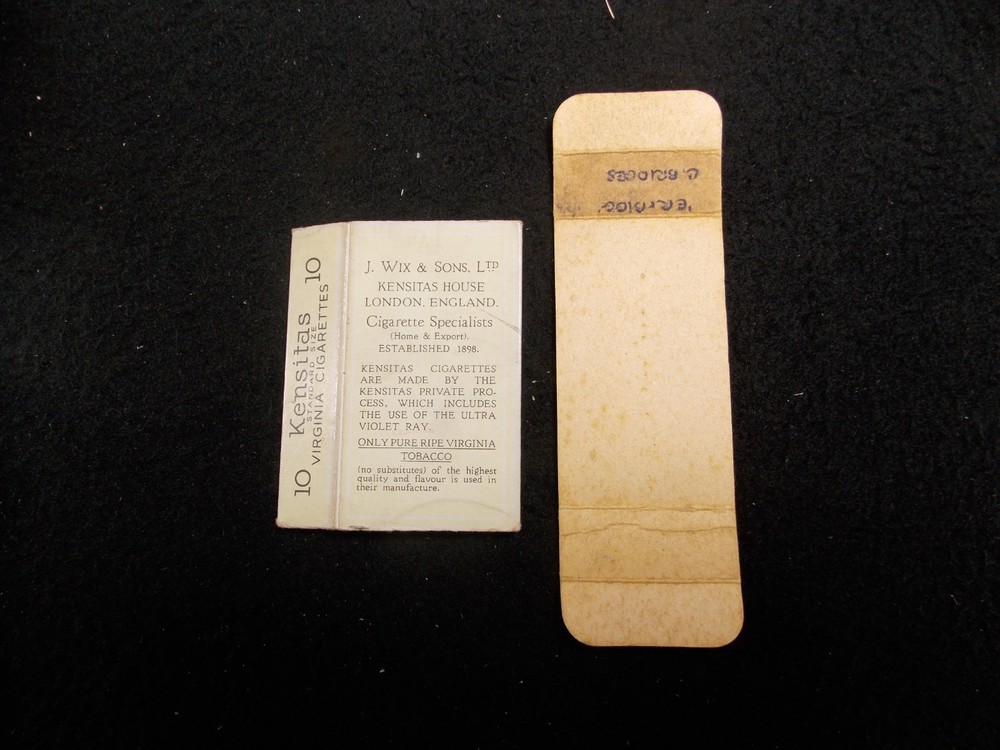 10 Kensitas 10
STANDARD SIZE
VIRGINIA CIGARETTES
J. WIX & SONS, LTD
KENSITAS HOUSE
LONDON, ENGLAND.
Cigarette Specialists
(Home & Export).
ESTABLISHED 1898.
KENSITAS CIGARETTES
ARE MADE BY THE
KENSITAS PRIVATE PRO-
CESS, WHICH INCLUDES
THE USE OF THE ULTRA
VIOLET RAY.
ONLY PURE RIPE VIRGINIA
TOBACCO
(no substitutes) of the highest
quality and flavour is used in
their manufacture.
BRIDGES